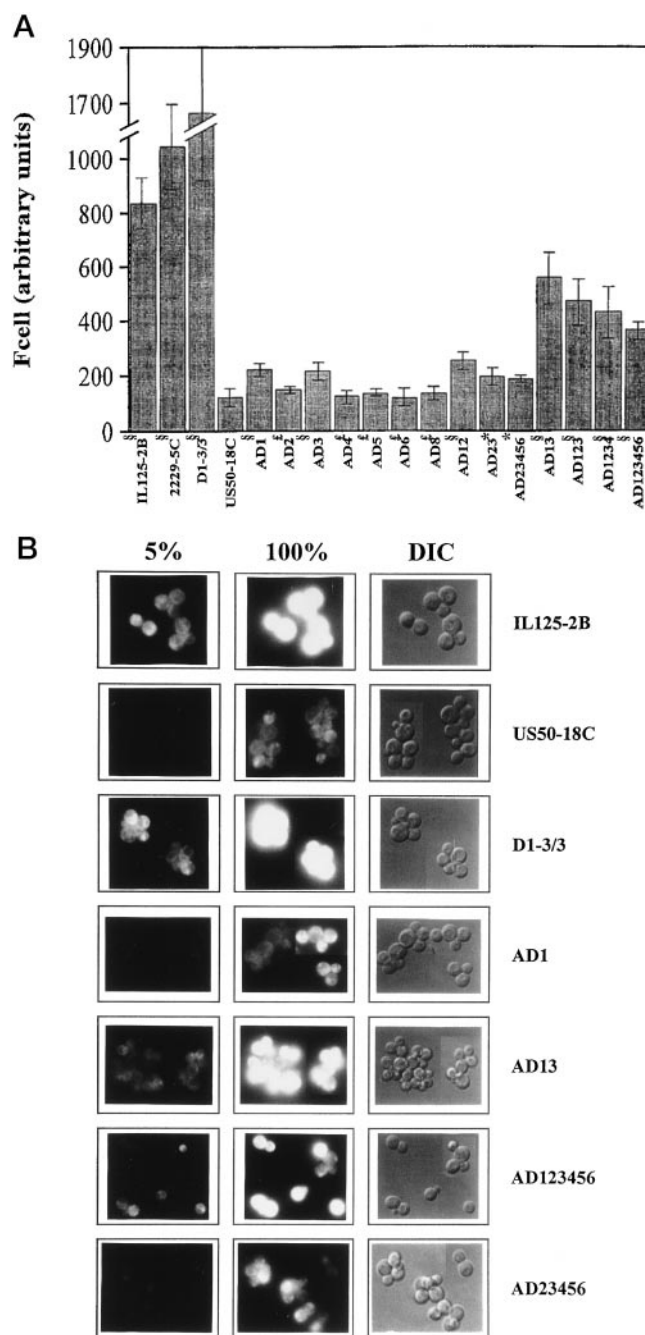 A
Fcell (arbitrary units)
1900
1700
1000
800
600
400
200
0
§ § § § £ § £ £ £ £ § * * § § § §
IL125-2B
2229-5C
D1-3/3
US50-18C
AD1
AD2
AD3
AD4
AD5
AD6
AD8
AD12
AD23
AD23456
AD13
AD123
AD1234
AD123456
B
5% 100% DIC
IL125-2B
US50-18C
D1-3/3
AD1
AD13
AD123456
AD23456